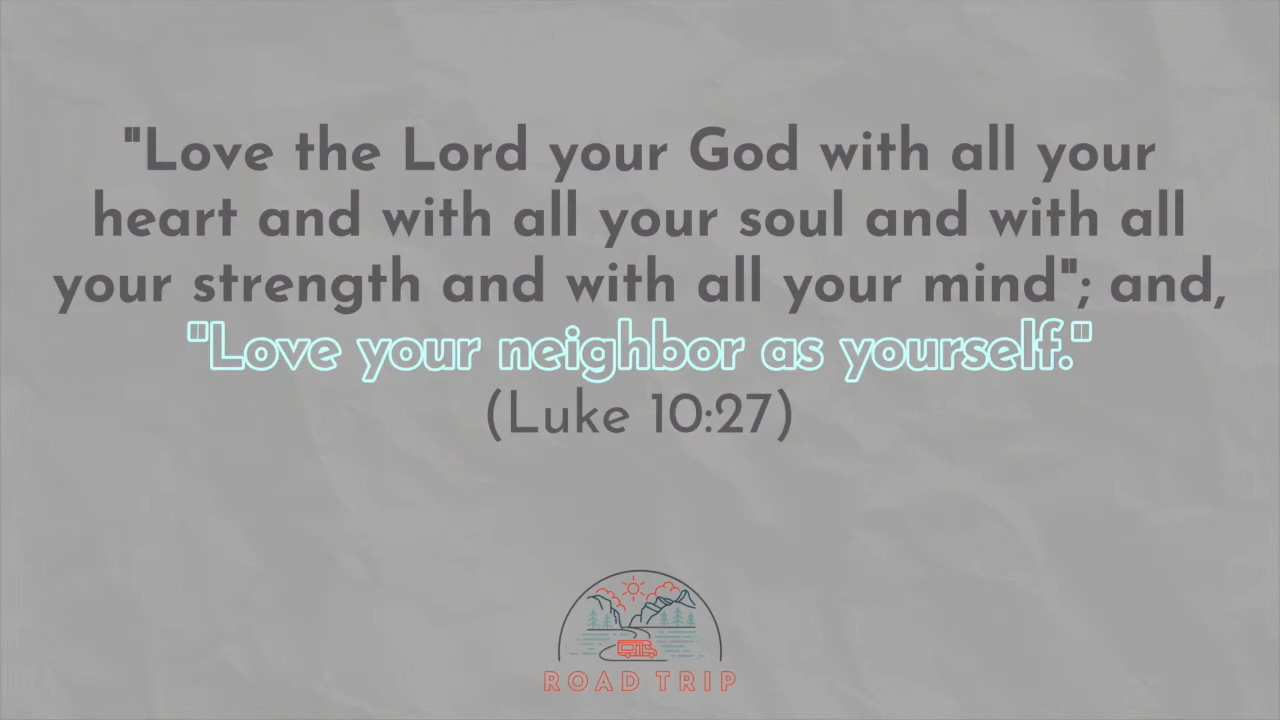 "Love the Lord your God with all your
heart and with all your soul and with all
your strength and with all your mind"; and,
"Love your neighbor as yourself."
(Luke 10:27)
ROAD TRIP